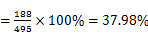 = 188/495 × 100% = 37.98%